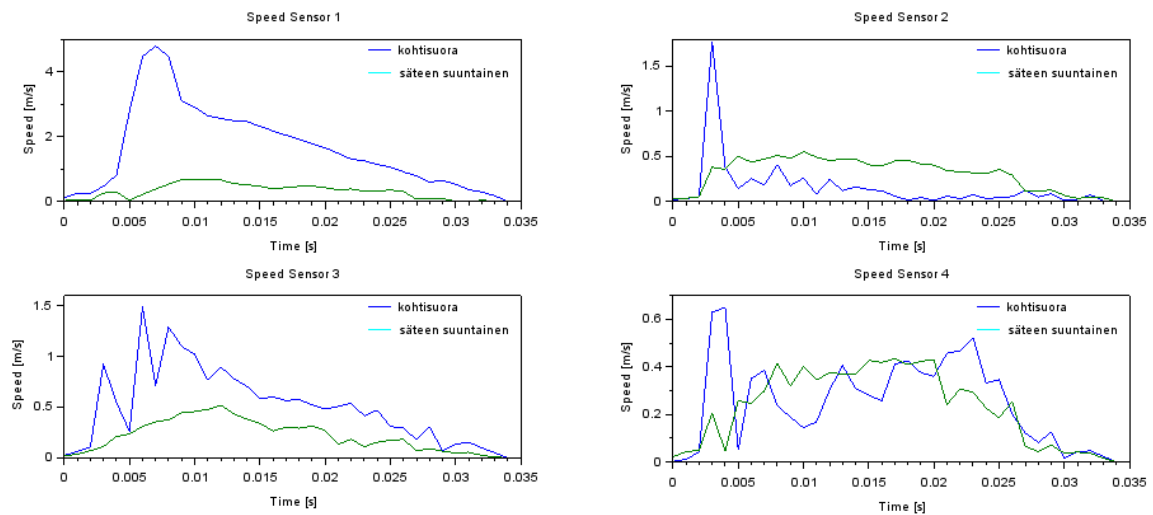 Speed Sensor 1
kohtisuora
säteen suuntainen
Speed [m/s]
4
2
0
0 0.005 0.01 0.015 0.02 0.025 0.03 0.035
Time [s]
Speed Sensor 2
kohtisuora
säteen suuntainen
Speed [m/s]
1.5
1
0.5
0
0 0.005 0.01 0.015 0.02 0.025 0.03 0.035
Time [s]
Speed Sensor 3
kohtisuora
säteen suuntainen
Speed [m/s]
1.5
1
0.5
0
0 0.005 0.01 0.015 0.02 0.025 0.03 0.035
Time [s]
Speed Sensor 4
kohtisuora
säteen suuntainen
Speed [m/s]
0.6
0.4
0.2
0
0 0.005 0.01 0.015 0.02 0.025 0.03 0.035
Time [s]